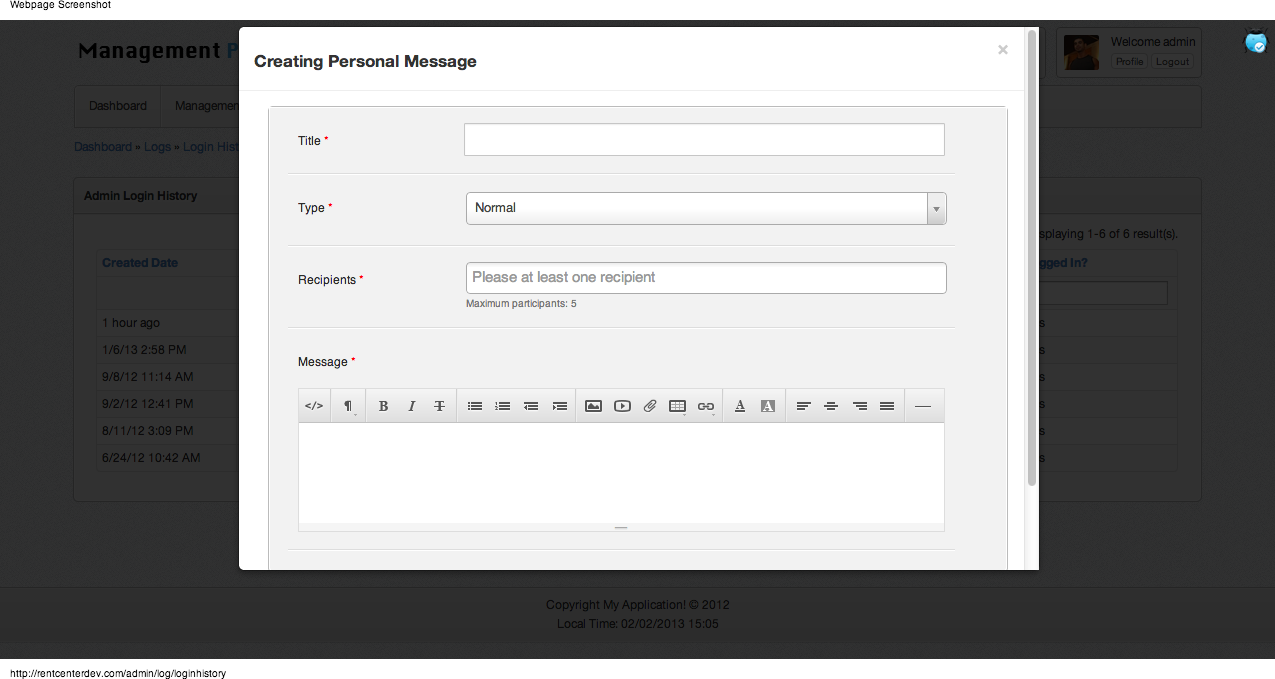 Webpage Screenshot
Management P
Welcome admin
Profile Logout
Dashboard Managemen
Dashboard » Logs » Login Hist
Admin Login History
splaying 1-6 of 6 result(s).
Created Date
gged In?
1 hour ago
s
1/6/13 2:58 PM
s
9/8/12 11:14 AM
s
9/2/12 12:41 PM
s
8/11/12 3:09 PM
s
6/24/12 10:42 AM
s
Creating Personal Message
×
Title *
Type *
Normal
Recipients *
Please at least one recipient
Maximum participants: 5
Message *
</> ¶ B I T A A
Copyright My Application! © 2012
Local Time: 02/02/2013 15:05
http://rentcenterdev.com/admin/log/loginhistory